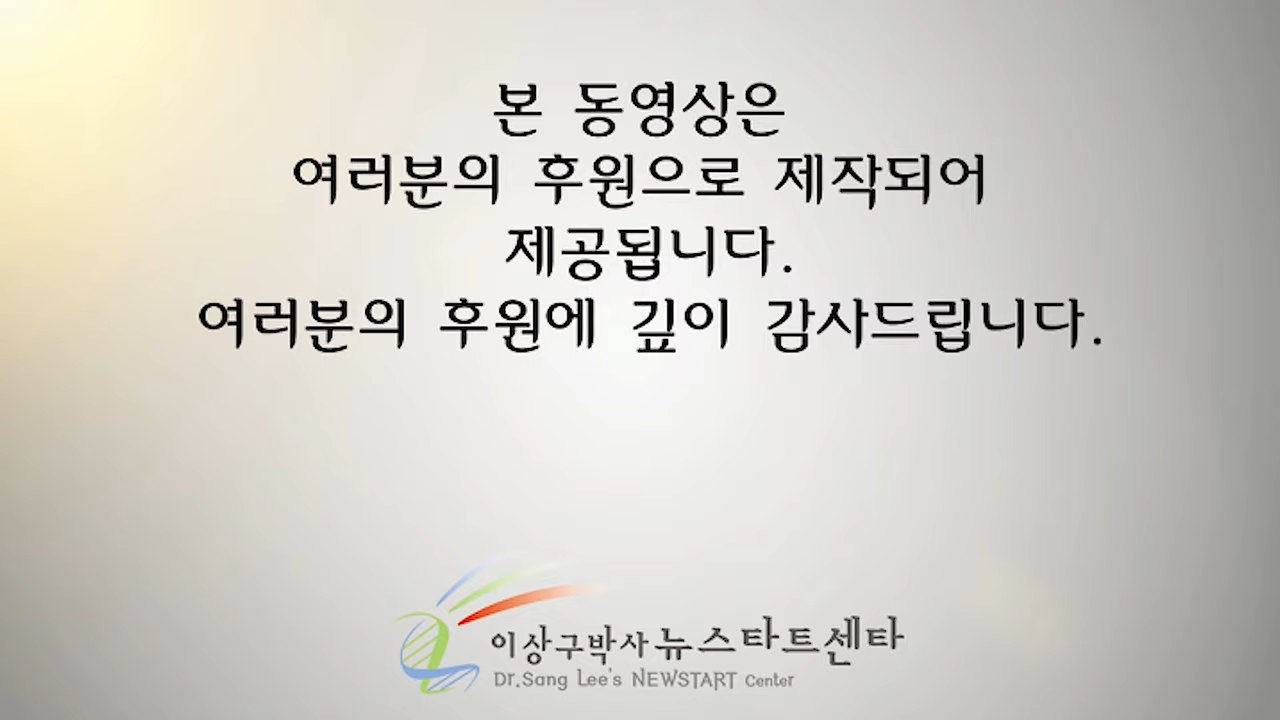 본 동영상은
여러분의 후원으로 제작되어
제공됩니다.
여러분의 후원에 깊이 감사드립니다.
이상구박사 뉴스타트센타
Dr.Sang Lee's NEWSTART Center